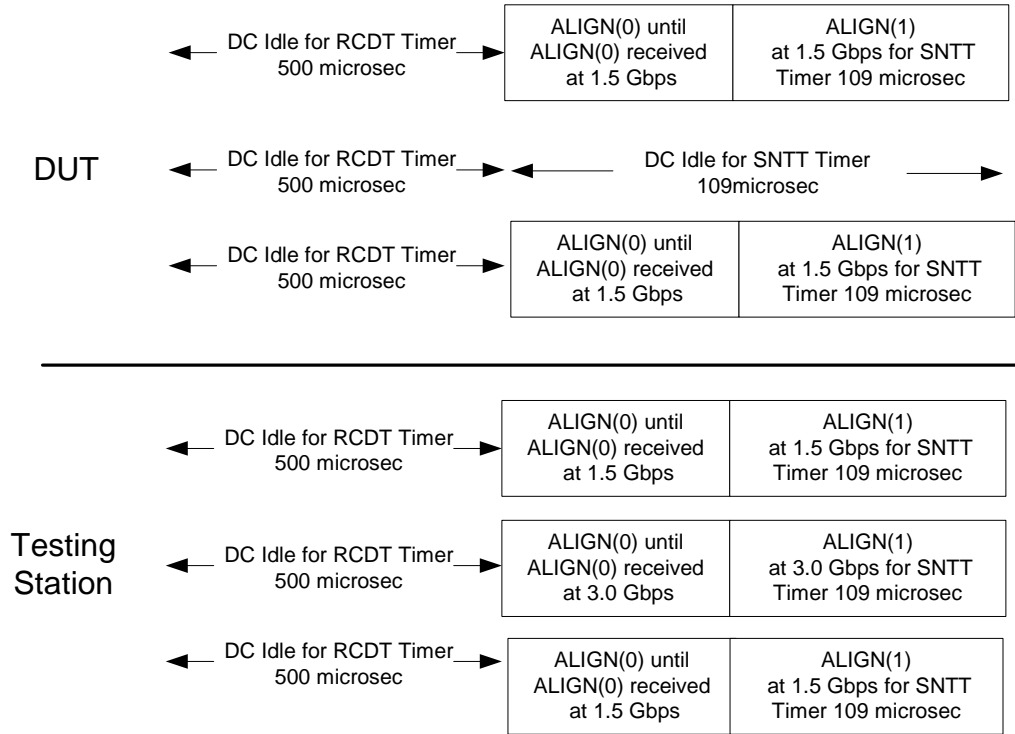 DC Idle for RCDT Timer
500 microsec
ALIGN(0) until
ALIGN(0) received
at 1.5 Gbps
ALIGN(1)
at 1.5 Gbps for SNTT
Timer 109 microsec
DUT
DC Idle for RCDT Timer
500 microsec
DC Idle for SNTT Timer
109microsec
DC Idle for RCDT Timer
500 microsec
ALIGN(0) until
ALIGN(0) received
at 1.5 Gbps
ALIGN(1)
at 1.5 Gbps for SNTT
Timer 109 microsec
DC Idle for RCDT Timer
500 microsec
ALIGN(0) until
ALIGN(0) received
at 1.5 Gbps
ALIGN(1)
at 1.5 Gbps for SNTT
Timer 109 microsec
Testing
Station
DC Idle for RCDT Timer
500 microsec
ALIGN(0) until
ALIGN(0) received
at 3.0 Gbps
ALIGN(1)
at 3.0 Gbps for SNTT
Timer 109 microsec
DC Idle for RCDT Timer
500 microsec
ALIGN(0) until
ALIGN(0) received
at 1.5 Gbps
ALIGN(1)
at 1.5 Gbps for SNTT
Timer 109 microsec